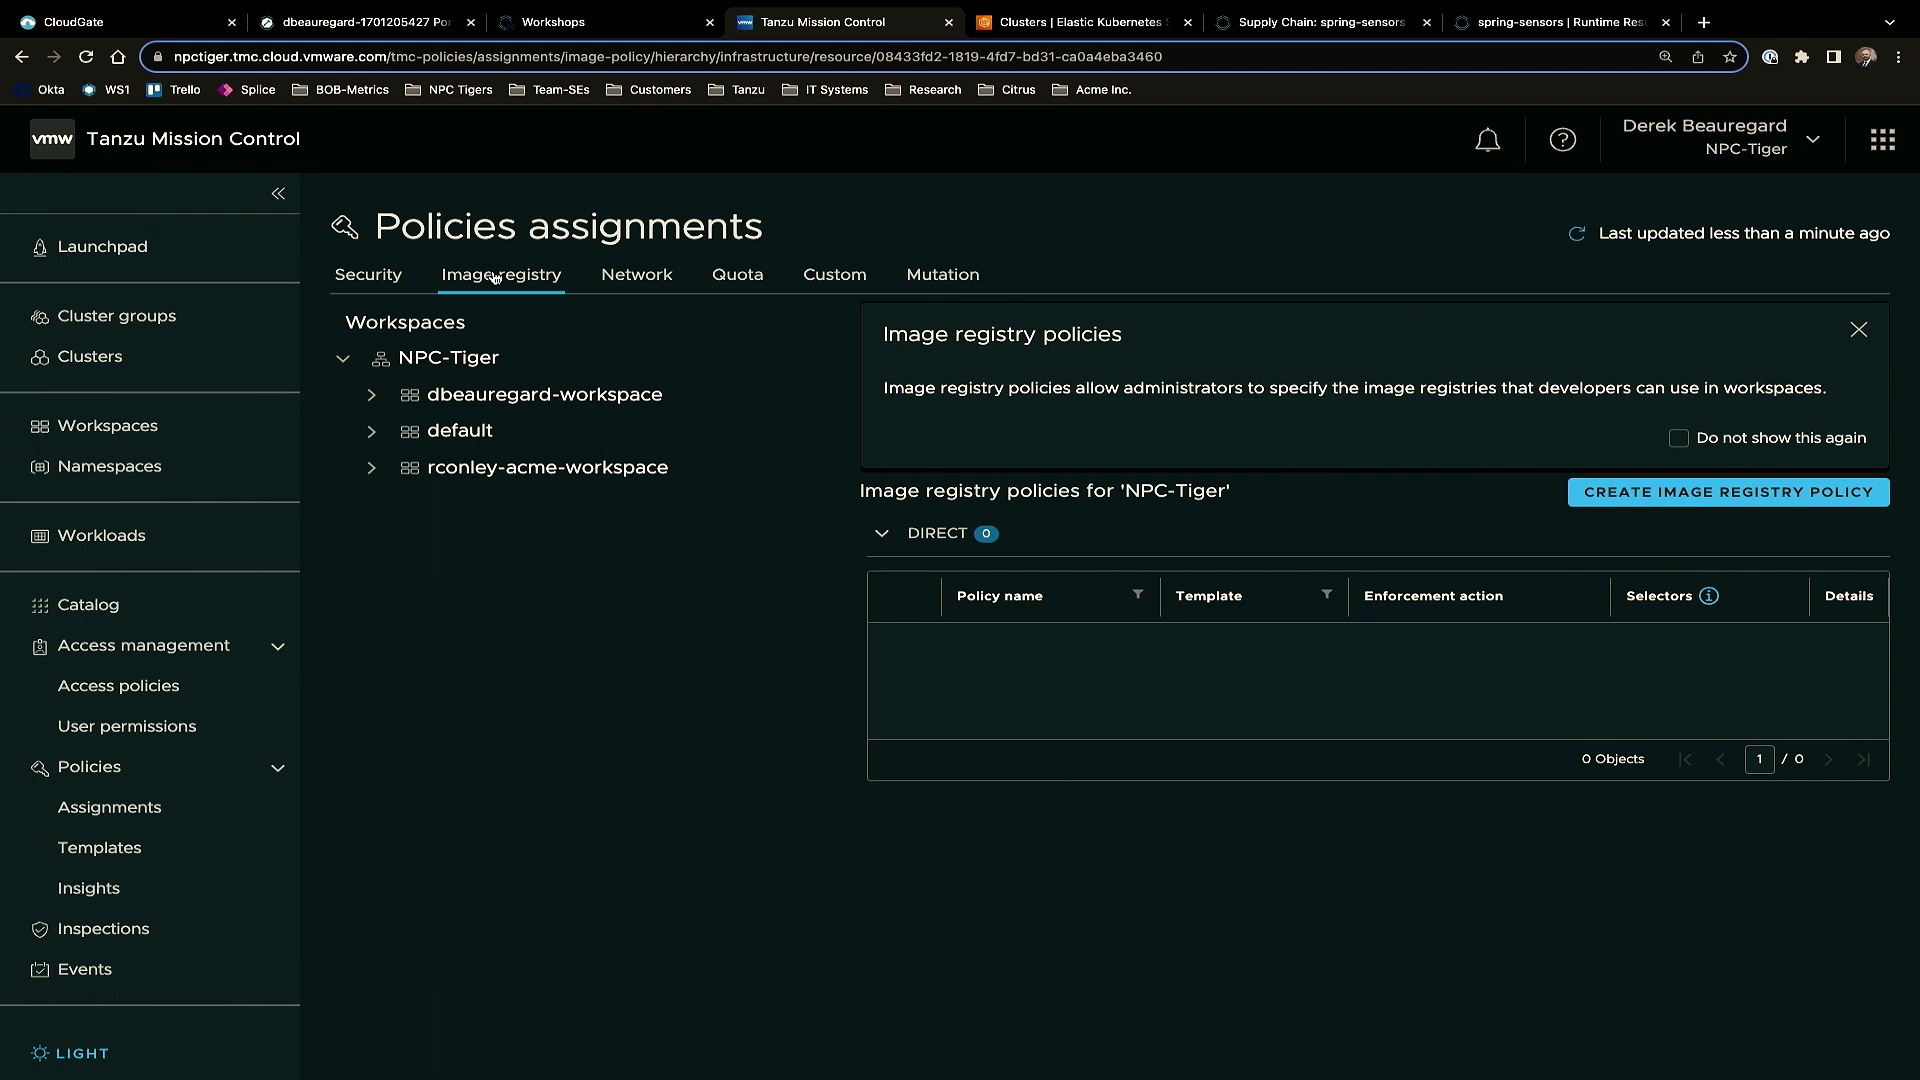 CloudGate
dbeauregard-1701205427 Por
Workshops
Tanzu Mission Control
Clusters | Elastic Kubernetes S
Supply Chain: spring-sensors
spring-sensors | Runtime Res
npctiger.tmc.cloud.vmware.com/tmc-policies/assignments/image-policy/hierarchy/infrastructure/resource/08433fd2-1819-4fd7-bd31-ca0a4eba3460
Okta
WS1
Trello
Splice
BOB-Metrics
NPC Tigers
Team-SEs
Customers
Tanzu
IT Systems
Research
Citrus
Acme Inc.
vmw
Tanzu Mission Control
Derek Beauregard
NPC-Tiger
Launchpad
Cluster groups
Clusters
Workspaces
Namespaces
Workloads
Catalog
Access management
Access policies
User permissions
Policies
Assignments
Templates
Insights
Inspections
Events
LIGHT
Policies assignments
Last updated less than a minute ago
Security
Image registry
Network
Quota
Custom
Mutation
Workspaces
NPC-Tiger
dbeauregard-workspace
default
rconley-acme-workspace
Image registry policies
Image registry policies allow administrators to specify the image registries that developers can use in workspaces.
Do not show this again
Image registry policies for 'NPC-Tiger'
CREATE IMAGE REGISTRY POLICY
DIRECT 0
Policy name
Template
Enforcement action
Selectors
Details
0 Objects
1 / 0